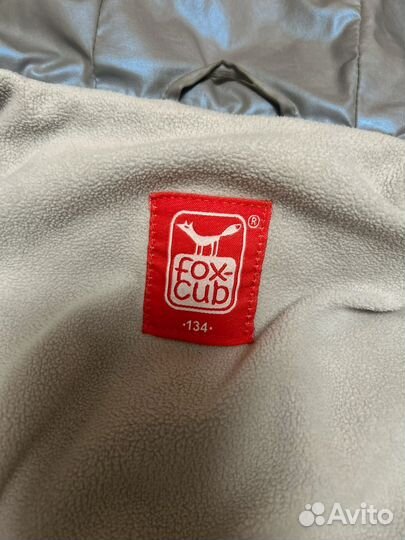 ®
fox-
cub
·134·
Avito